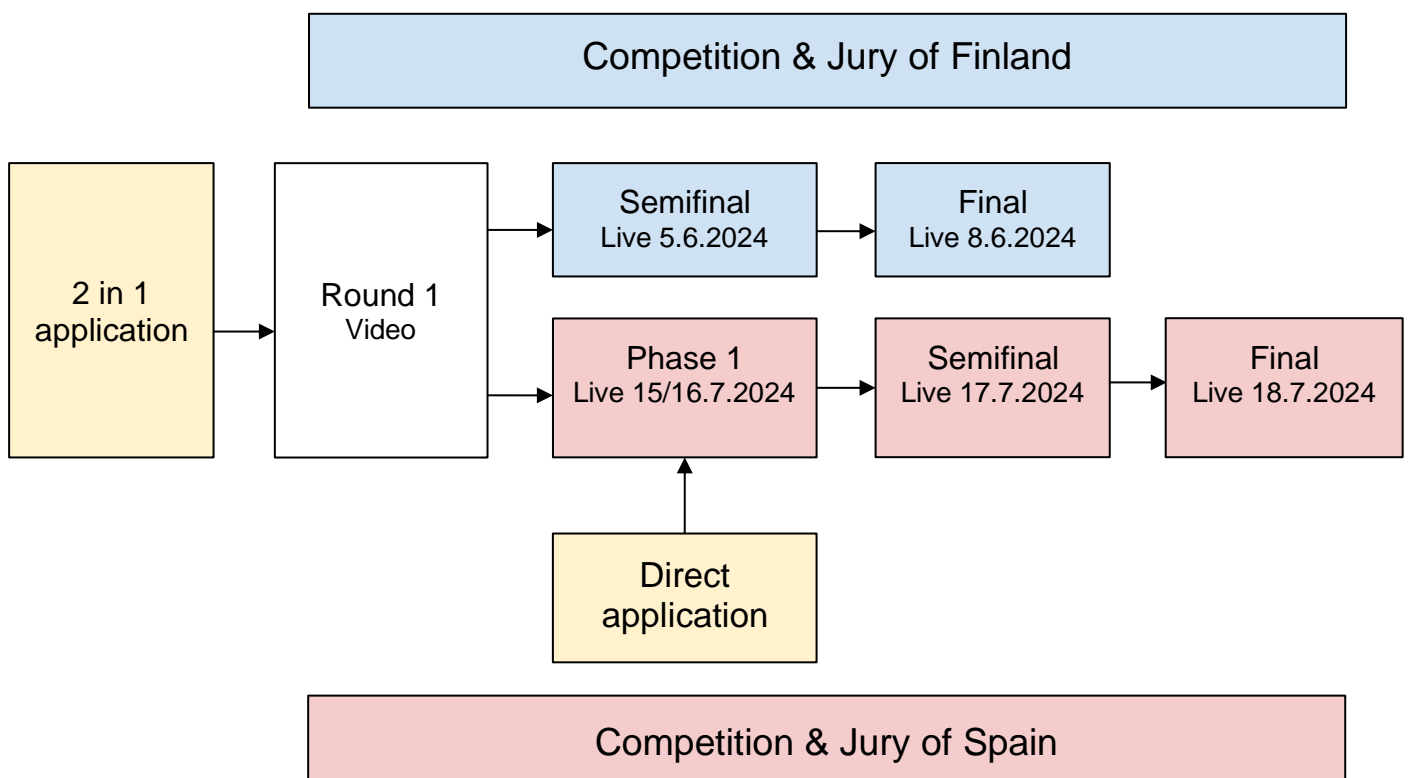 Competition & Jury of Finland
2 in 1
application
Round 1
Video
Semifinal
Live 5.6.2024
Final
Live 8.6.2024
Phase 1
Live 15/16.7.2024
Semifinal
Live 17.7.2024
Final
Live 18.7.2024
Direct
application
Competition & Jury of Spain